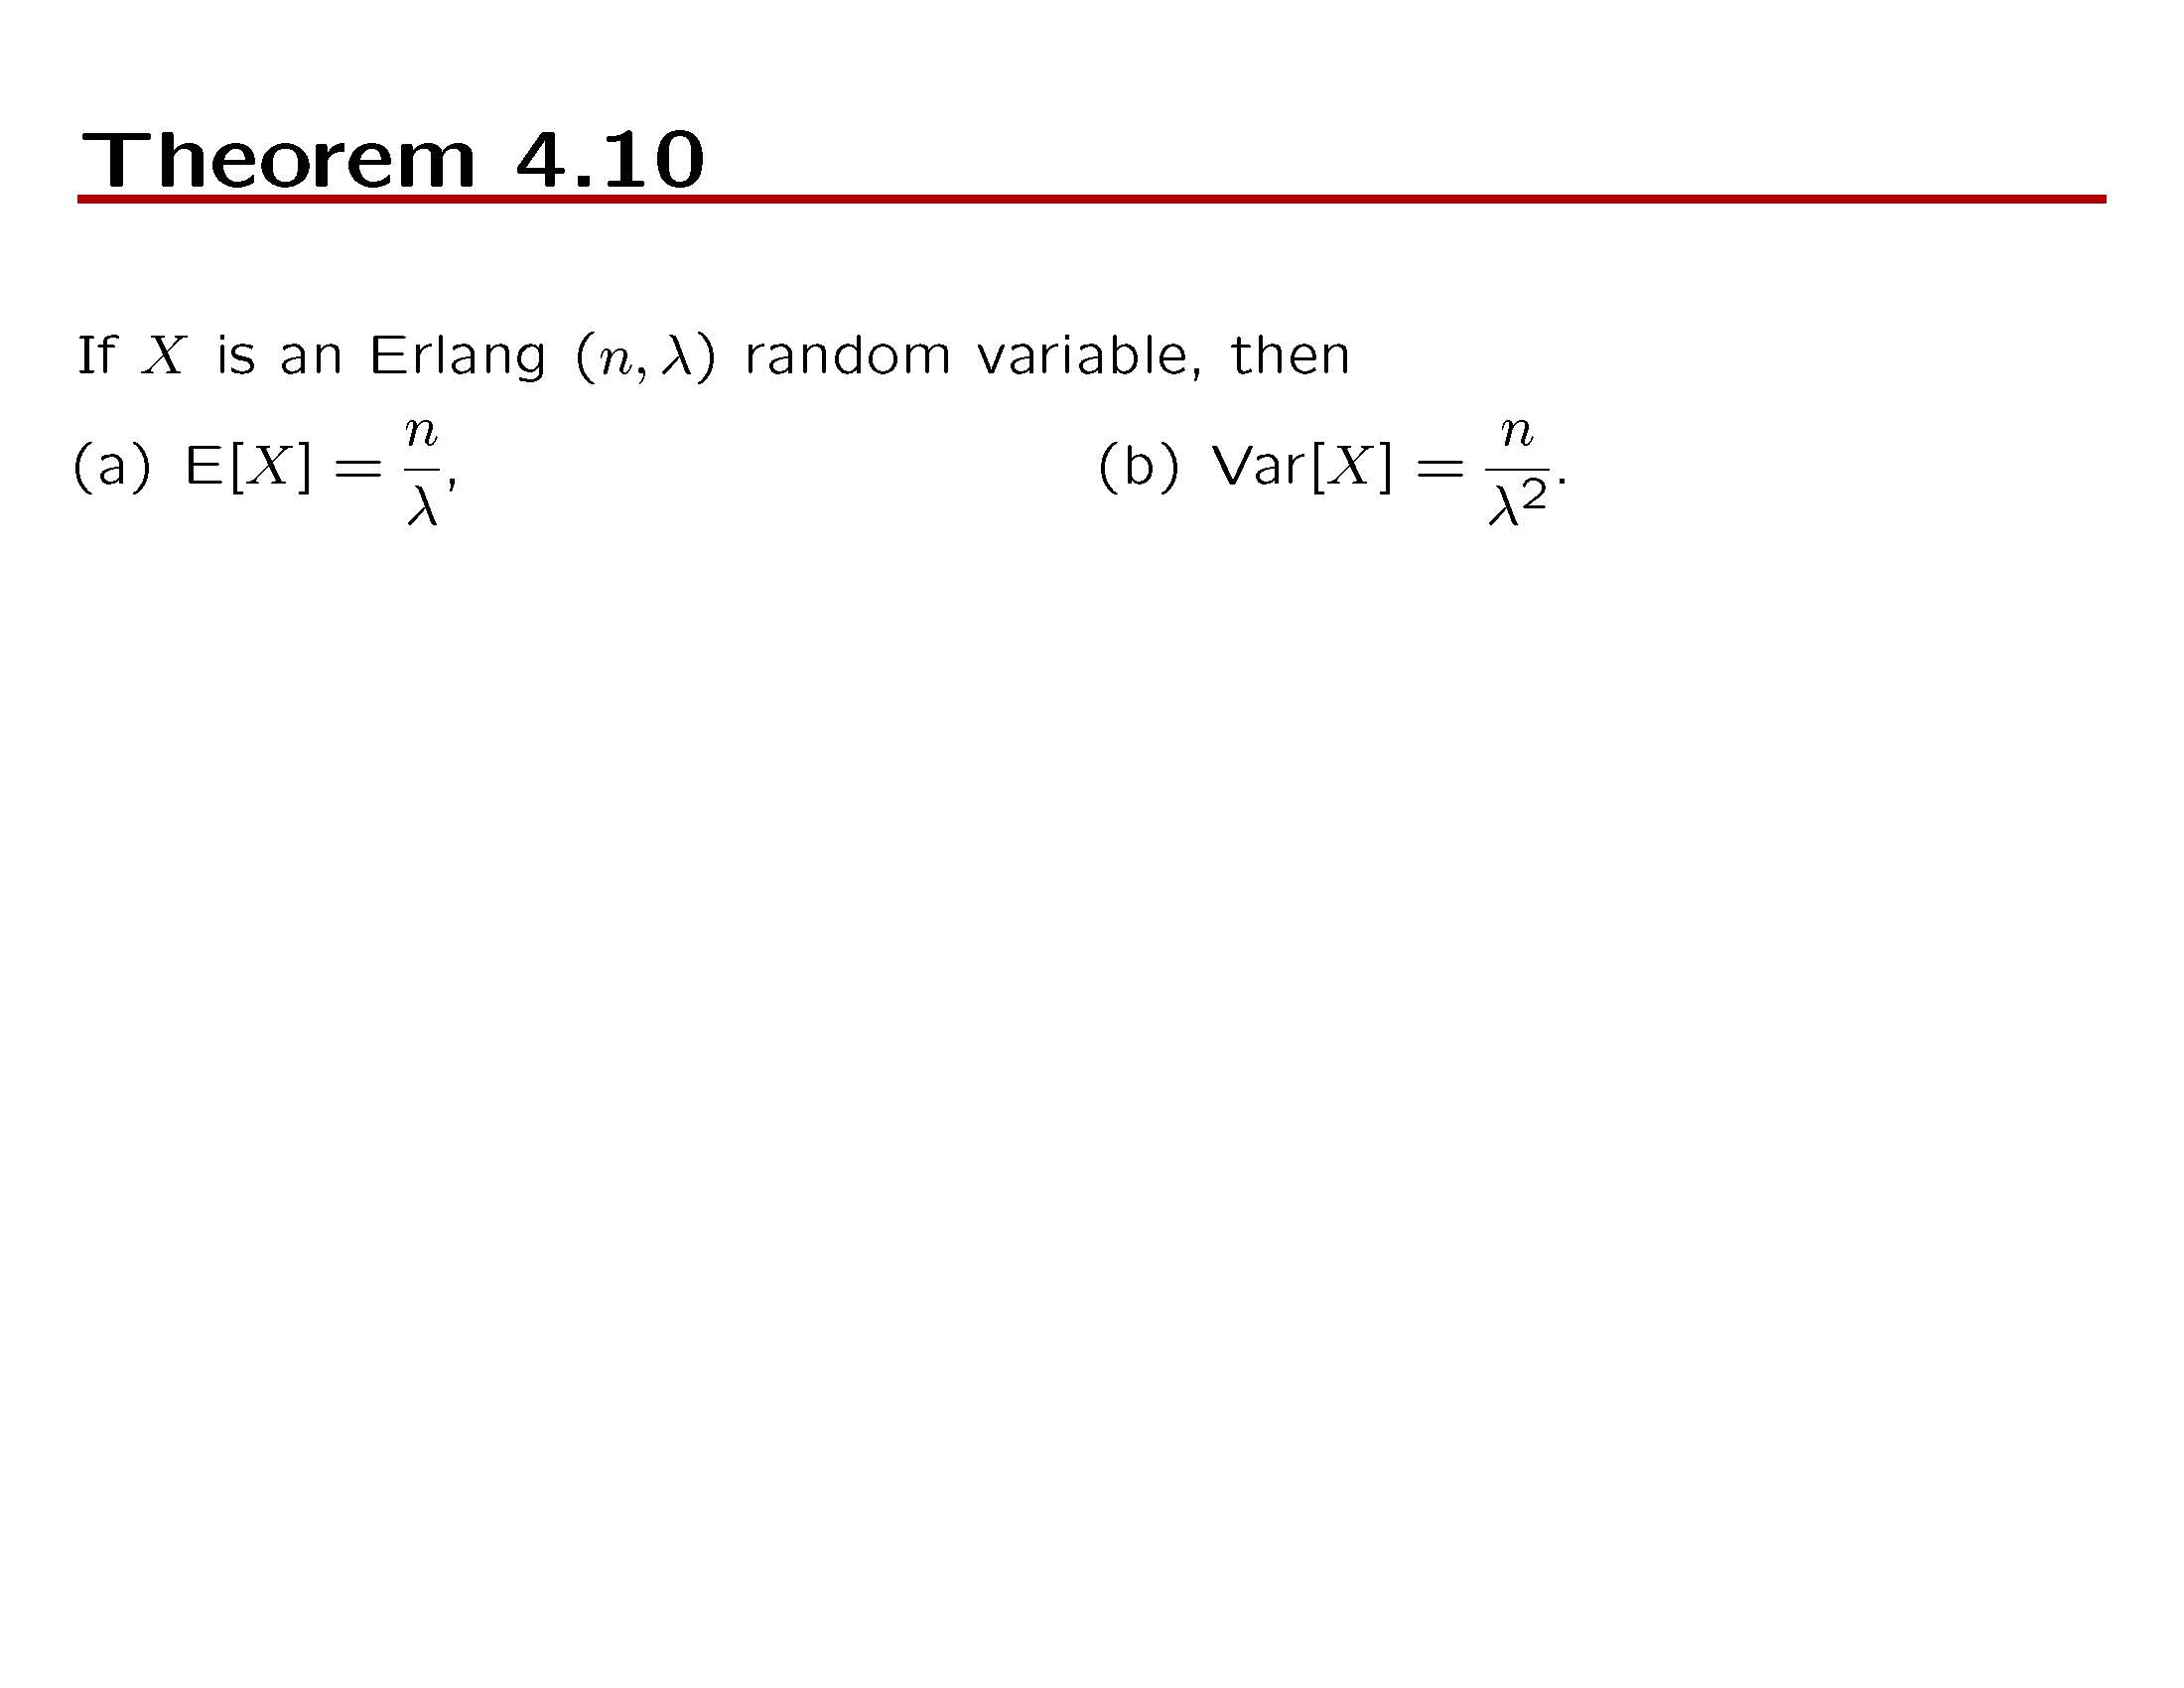 Theorem 4.10
If X is an Erlang (n, λ) random variable, then
(a) E[X] = n/λ, (b) Var[X] = n/λ².